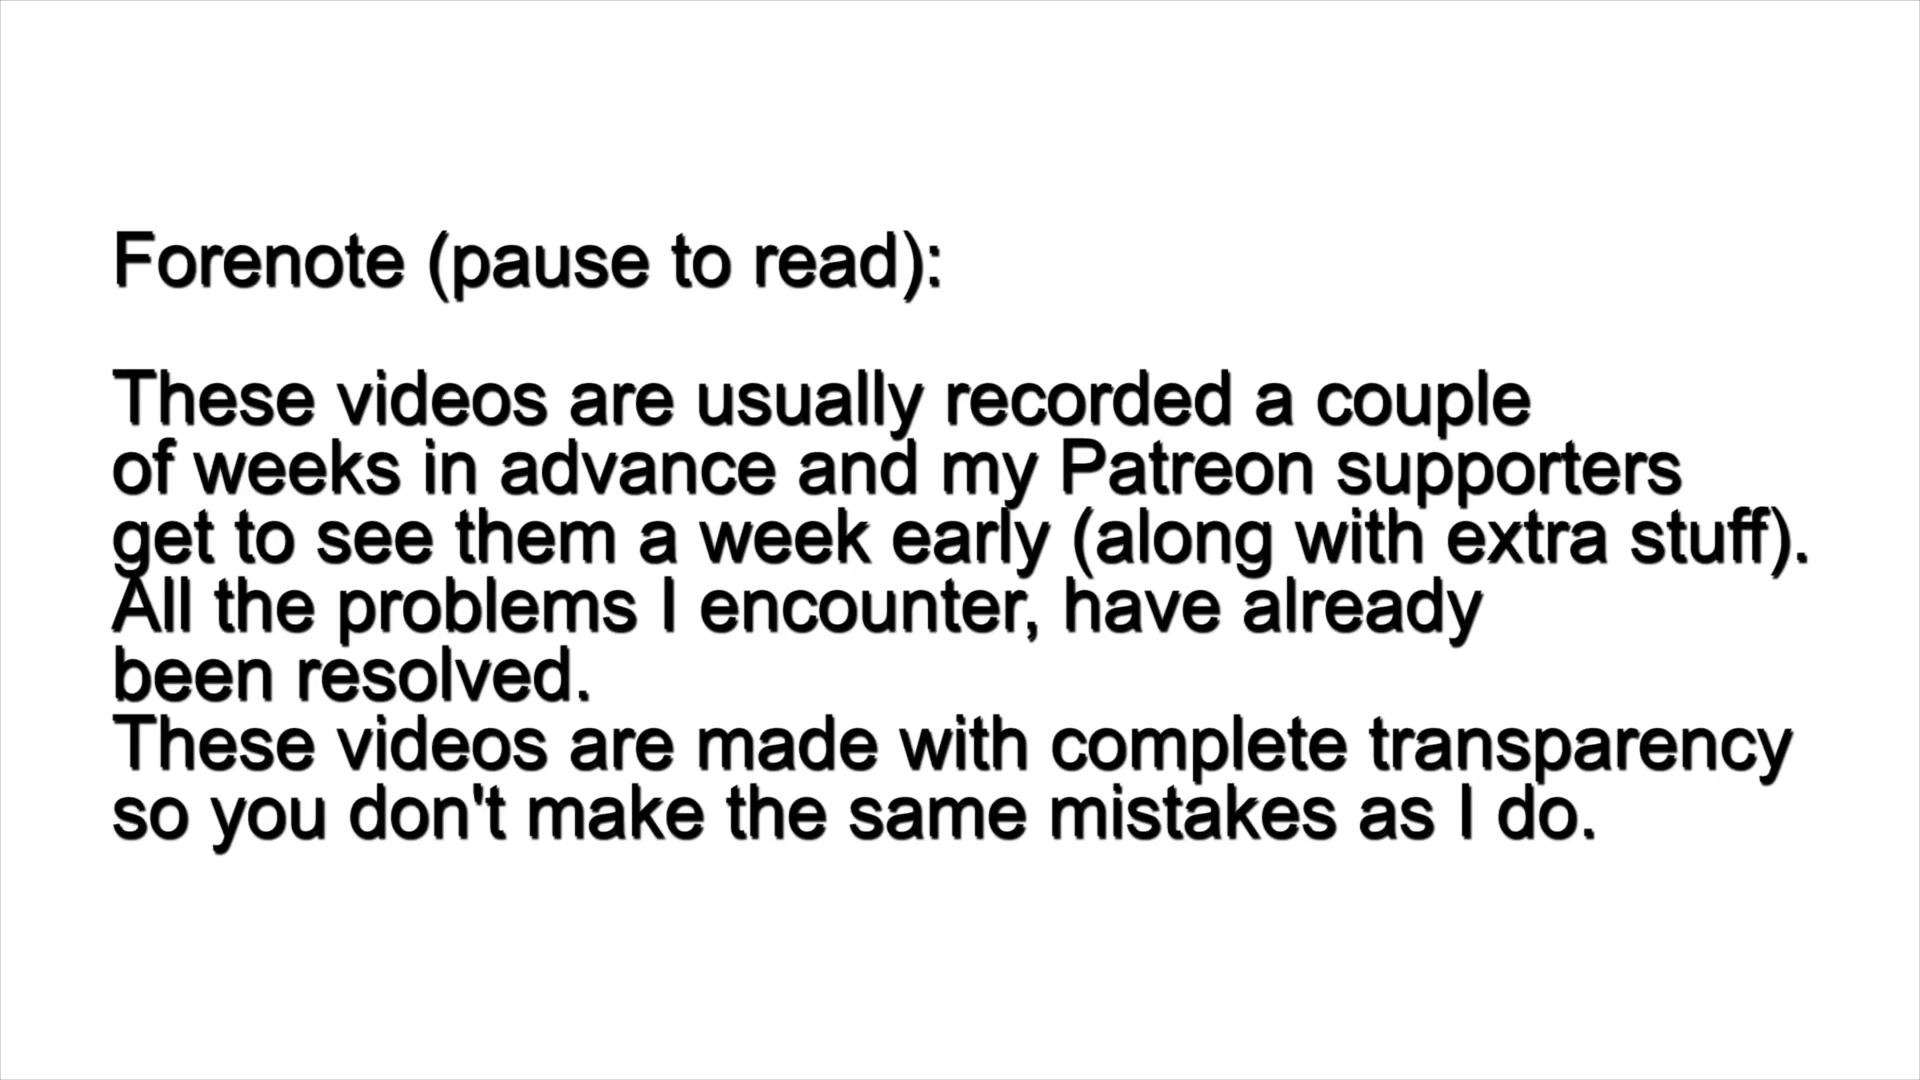 Forenote (pause to read):
These videos are usually recorded a couple
of weeks in advance and my Patreon supporters
get to see them a week early (along with extra stuff).
All the problems I encounter, have already
been resolved.
These videos are made with complete transparency
so you don't make the same mistakes as I do.